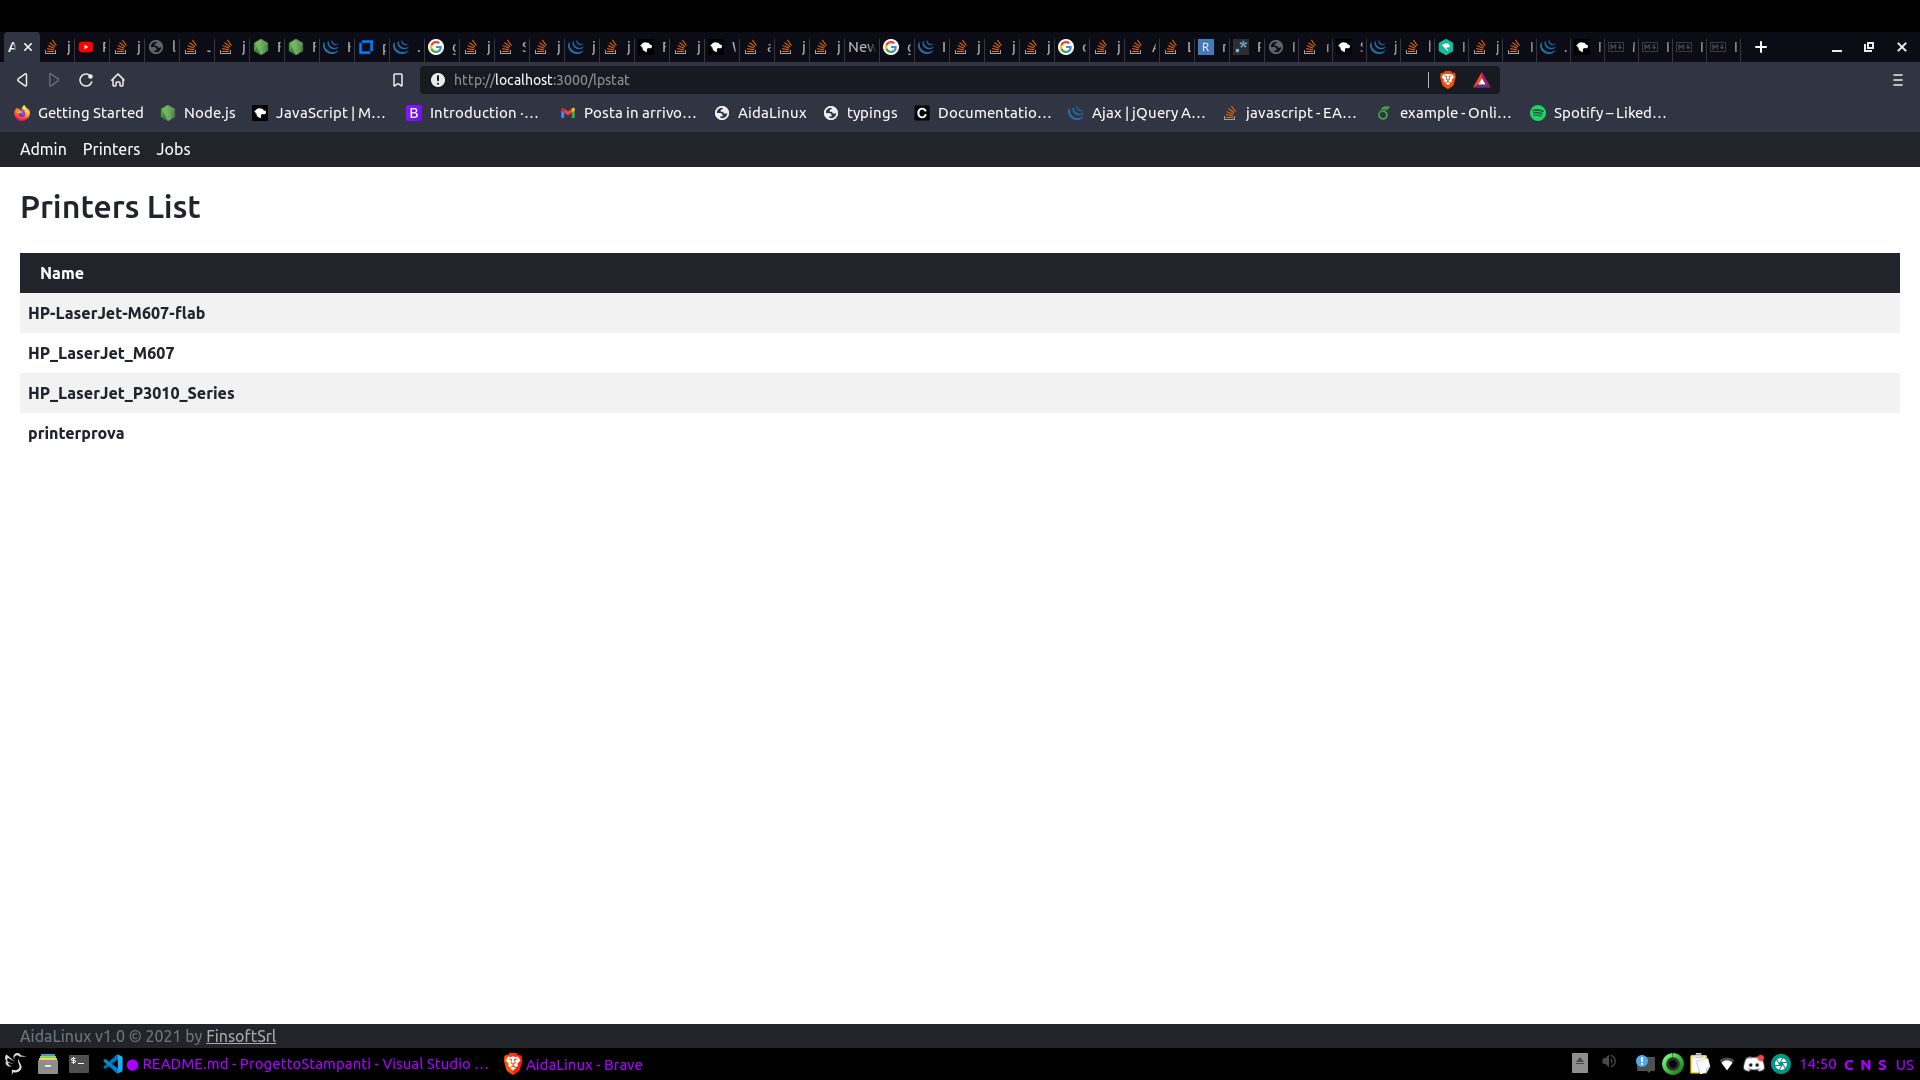 http://localhost:3000/lpstat
Getting Started Node.js JavaScript | M... Introduction ·... Posta in arrivo... AidaLinux typings Documentatio... Ajax | jQuery A... javascript - EA... example - Onli... Spotify – Liked...
Admin Printers Jobs
Printers List
Name
HP-LaserJet-M607-flab
HP_LaserJet_M607
HP_LaserJet_P3010_Series
printerprova
AidaLinux v1.0 © 2021 by FinsoftSrl
README.md - ProgettoStampanti - Visual Studio ... AidaLinux - Brave 14:50 C N S US